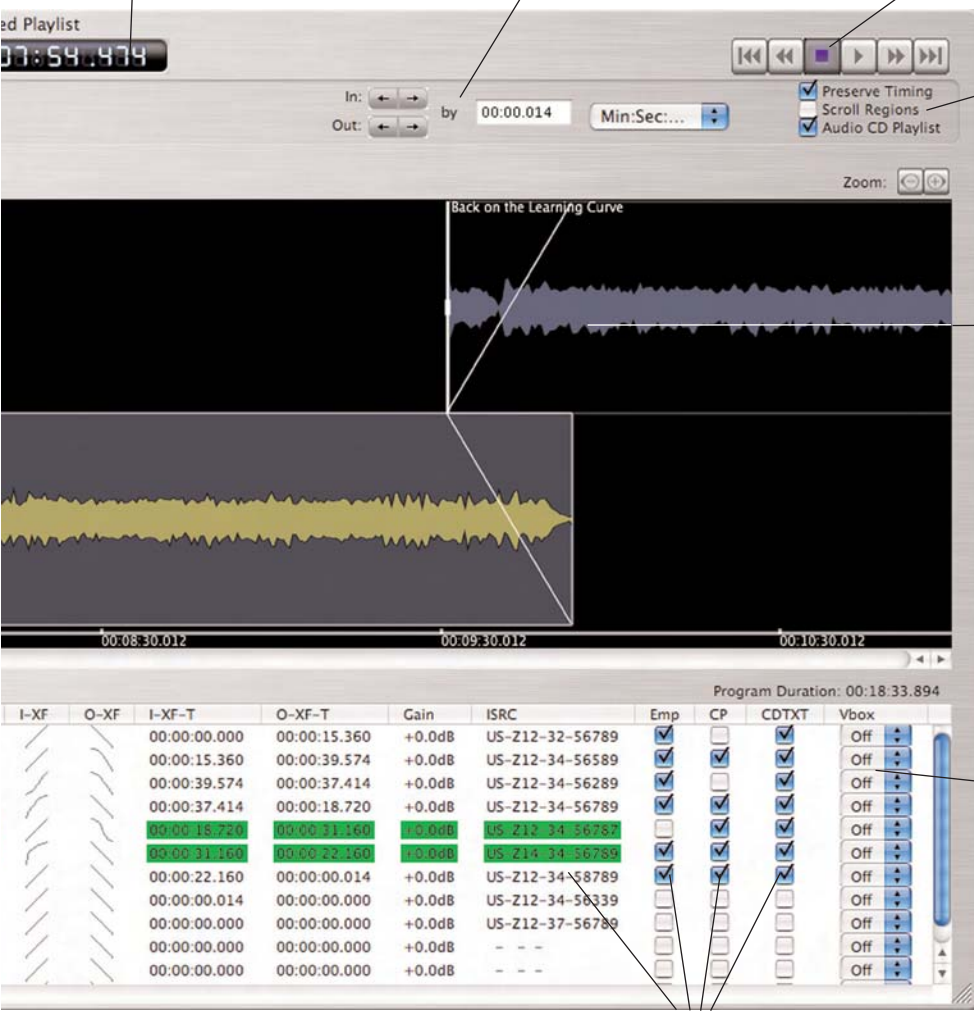 ed Playlist
07:54.474
Preserve Timing
In: ← → by 00:00.014 Min:Sec:...
Scroll Regions
Out: ← →
Audio CD Playlist
Zoom:
Back on the Learning Curve
00:08:30.012 00:09:30.012 00:10:30.012
Program Duration: 00:18:33.894
I-XF O-XF I-XF-T O-XF-T Gain ISRC Emp CP CDTXT Vbox
00:00:00.000 00:00:15.360 +0.0dB US-Z12-32-56789 Off
00:00:15.360 00:00:39.574 +0.0dB US-Z12-34-56589 Off
00:00:39.574 00:00:37.414 +0.0dB US-Z12-34-56289 Off
00:00:37.414 00:00:18.720 +0.0dB US-Z12-34-56789 Off
00:00:18.720 00:00:31.160 +0.0dB US-Z12-34-56787 Off
00:00:31.160 00:00:22.160 +0.0dB US-Z14-34-56789 Off
00:00:22.160 00:00:00.014 +0.0dB US-Z12-34-58789 Off
00:00:00.014 00:00:00.000 +0.0dB US-Z12-34-56339 Off
00:00:00.000 00:00:00.000 +0.0dB US-Z12-37-56789 Off
00:00:00.000 00:00:00.000 +0.0dB - - - Off
00:00:00.000 00:00:00.000 +0.0dB - - - Off